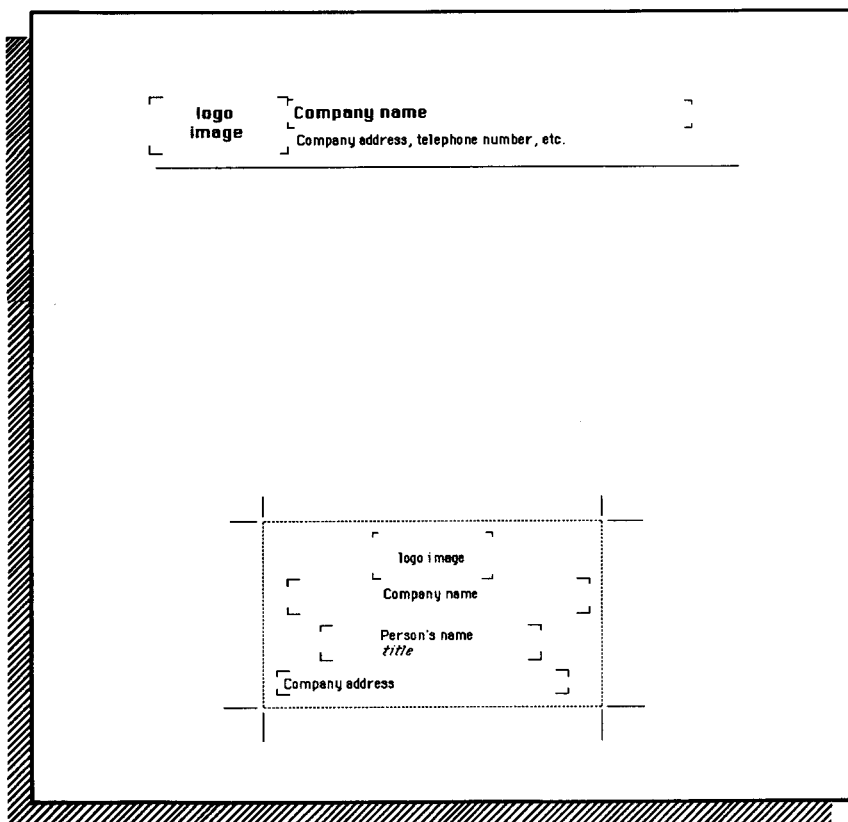 logo
image
Company name
Company address, telephone number, etc.
logo image
Company name
Person's name
title
Company address